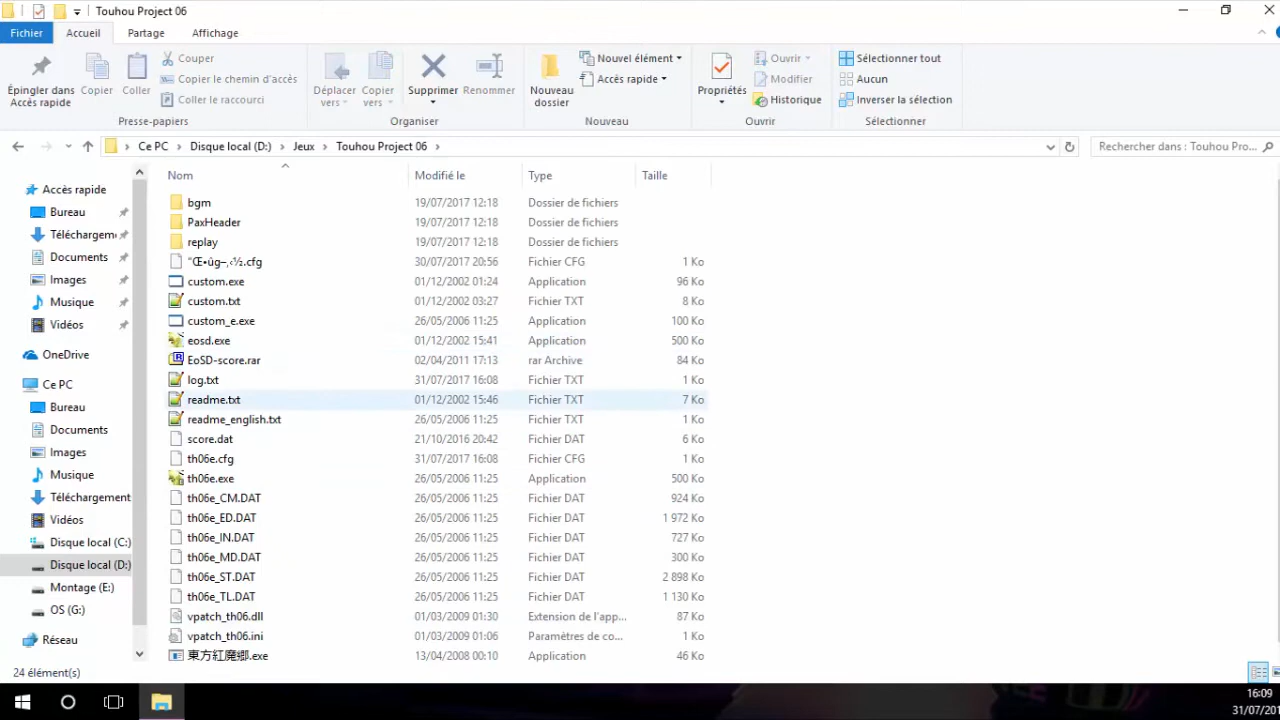 Touhou Project 06
Fichier Accueil Partage Affichage
Épingler dans Accès rapide
Copier
Coller
Couper
Copier le chemin d'accès
Coller le raccourci
Presse-papiers
Déplacer vers
Copier vers
Supprimer
Renommer
Organiser
Nouveau dossier
Nouvel élément
Accès rapide
Nouveau
Propriétés
Ouvrir
Modifier
Historique
Ouvrir
Sélectionner tout
Aucun
Inverser la sélection
Sélectionner
Ce PC > Disque local (D:) > Jeux > Touhou Project 06 >
Rechercher dans : Touhou Pro...
Accès rapide
Bureau
Téléchargem
Documents
Images
Musique
Vidéos
OneDrive
Ce PC
Bureau
Documents
Images
Musique
Téléchargement
Vidéos
Disque local (C:)
Disque local (D:)
Montage (E:)
OS (G:)
Réseau
Nom Modifié le Type Taille
bgm 19/07/2017 12:18 Dossier de fichiers
PaxHeader 19/07/2017 12:18 Dossier de fichiers
replay 19/07/2017 12:18 Dossier de fichiers
30/07/2017 20:56 Fichier CFG 1 Ko
custom.exe 01/12/2002 01:24 Application 96 Ko
custom.txt 01/12/2002 03:27 Fichier TXT 8 Ko
custom_e.exe 26/05/2006 11:25 Application 100 Ko
eosd.exe 01/12/2002 15:41 Application 500 Ko
EoSD-score.rar 02/04/2011 17:13 rar Archive 84 Ko
log.txt 31/07/2017 16:08 Fichier TXT 1 Ko
readme.txt 01/12/2002 15:46 Fichier TXT 7 Ko
readme_english.txt 26/05/2006 11:25 Fichier TXT 1 Ko
score.dat 21/10/2016 20:42 Fichier DAT 6 Ko
th06e.cfg 31/07/2017 16:08 Fichier CFG 1 Ko
th06e.exe 26/05/2006 11:25 Application 500 Ko
th06e_CM.DAT 26/05/2006 11:25 Fichier DAT 924 Ko
th06e_ED.DAT 26/05/2006 11:25 Fichier DAT 1 972 Ko
th06e_IN.DAT 26/05/2006 11:25 Fichier DAT 727 Ko
th06e_MD.DAT 26/05/2006 11:25 Fichier DAT 300 Ko
th06e_ST.DAT 26/05/2006 11:25 Fichier DAT 2 898 Ko
th06e_TL.DAT 26/05/2006 11:25 Fichier DAT 1 130 Ko
vpatch_th06.dll 01/03/2009 01:30 Extension de l'app... 87 Ko
vpatch_th06.ini 01/03/2009 01:06 Paramètres de co... 1 Ko
東方紅魔郷.exe 13/04/2008 00:10 Application 46 Ko
24 élément(s)
16:09
31/07/201